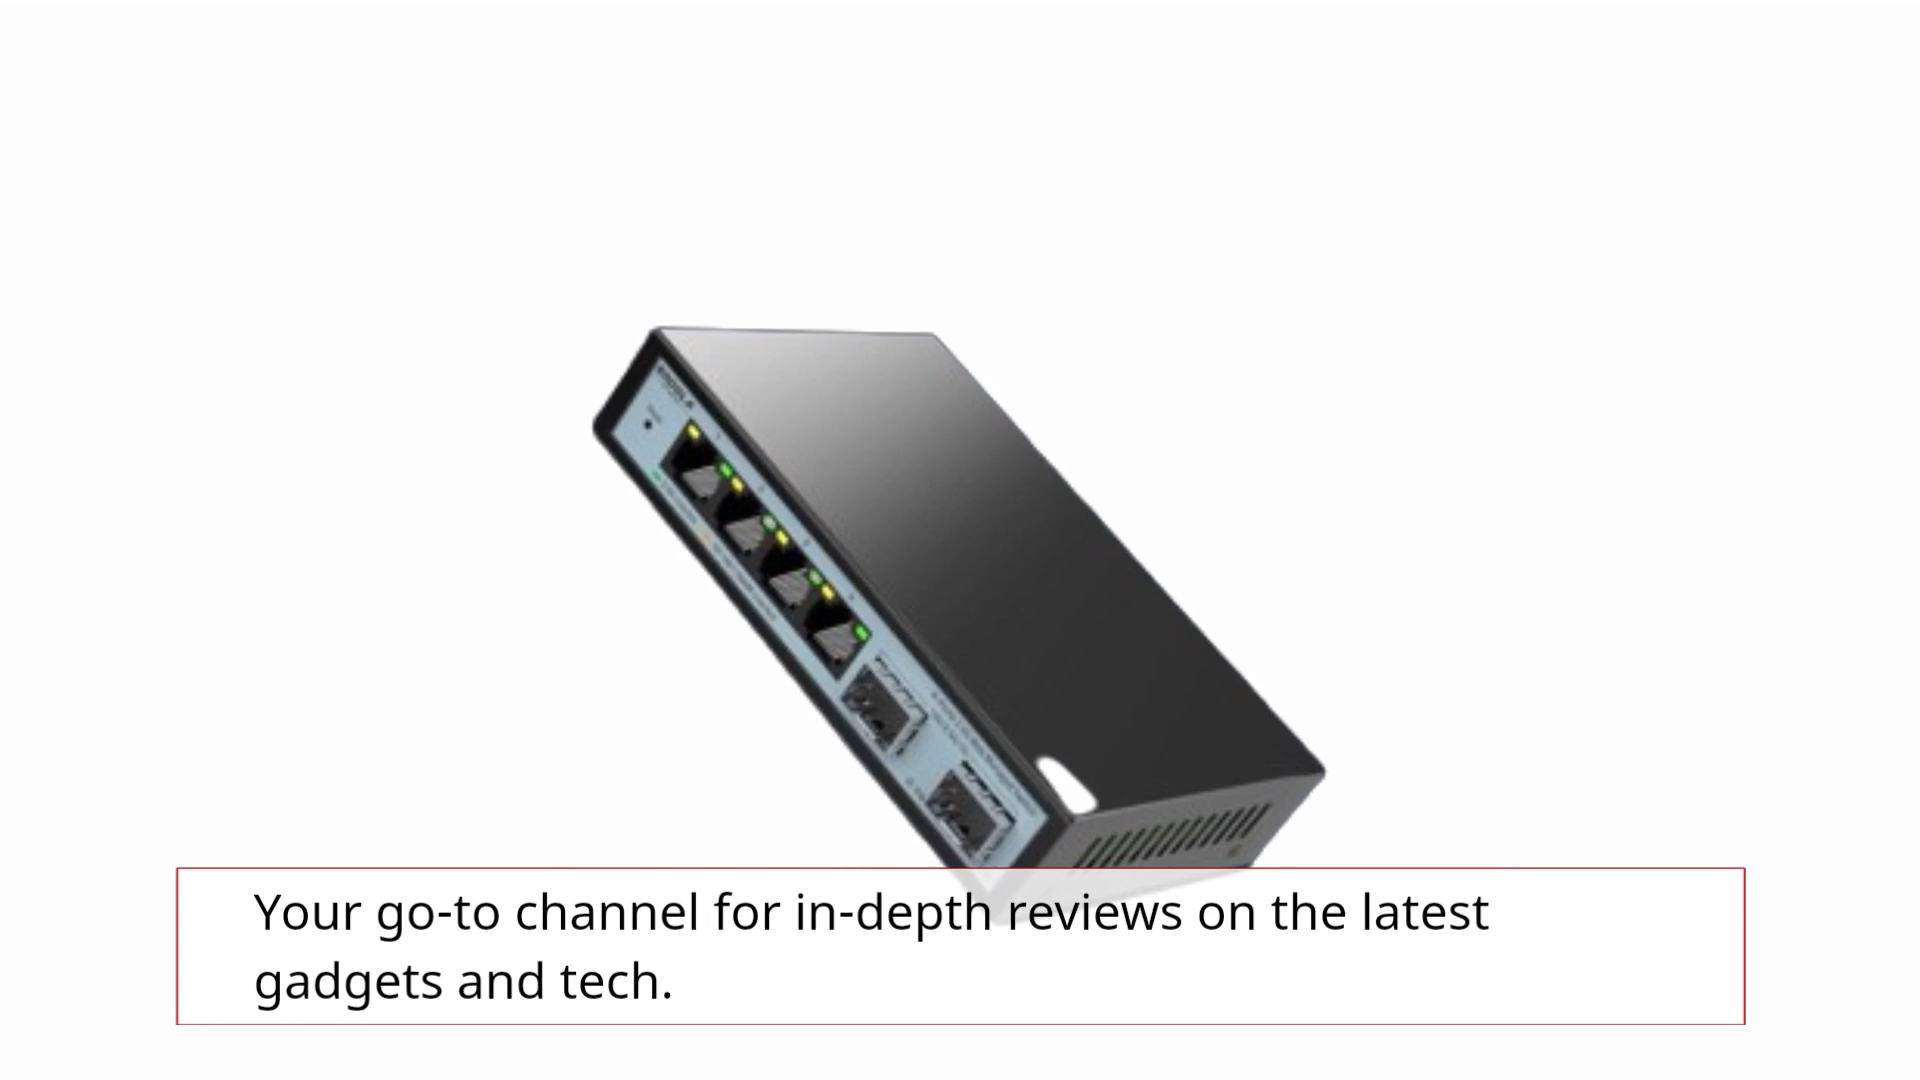 Your go-to channel for in-depth reviews on the latest
gadgets and tech.